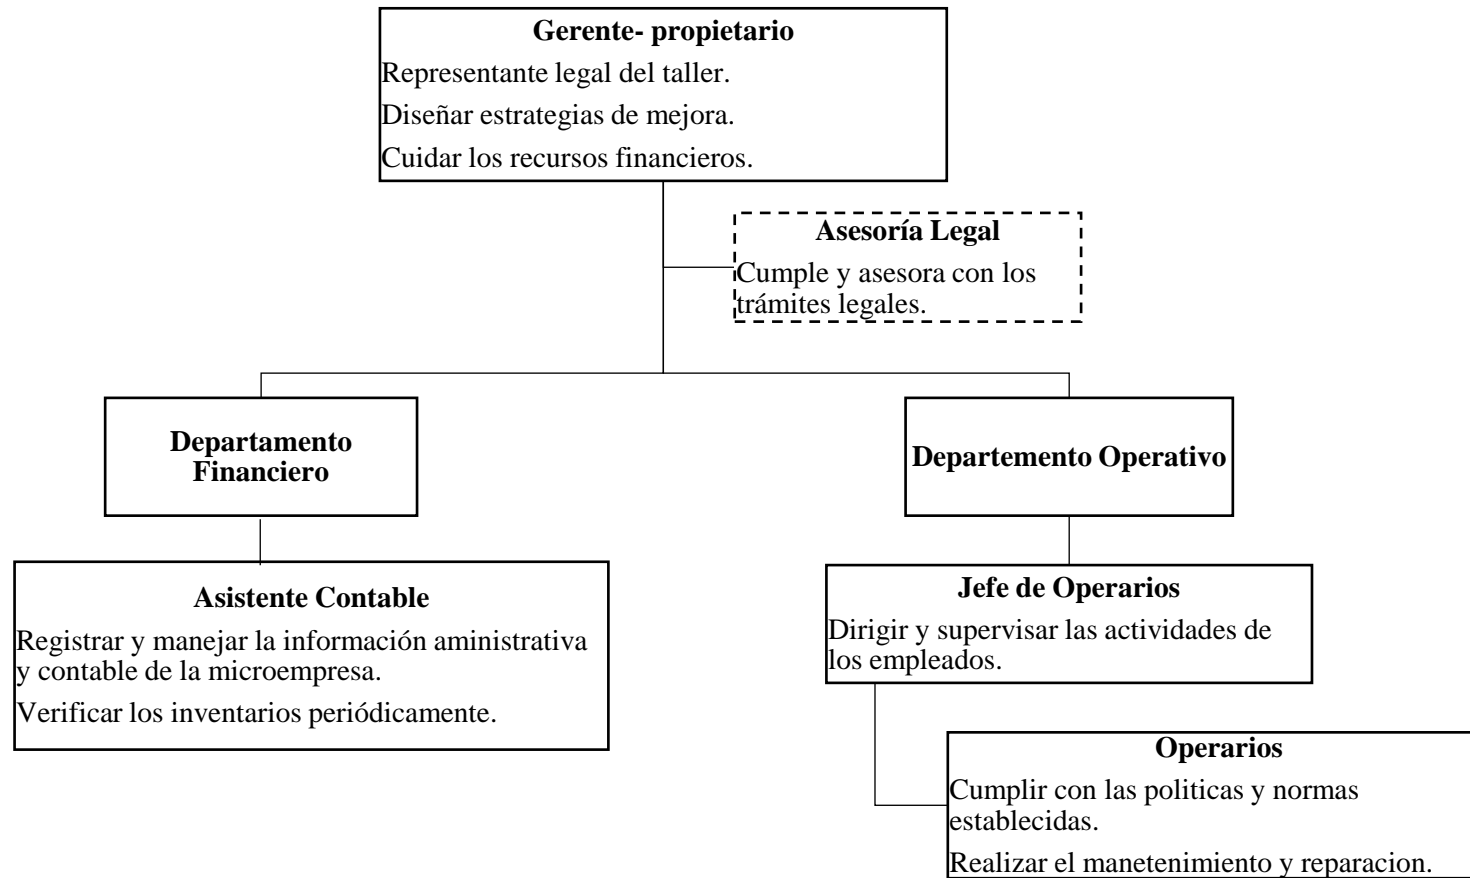 Gerente- propietario
Representante legal del taller.
Diseñar estrategias de mejora.
Cuidar los recursos financieros.
Asesoría Legal
Cumple y asesora con los
trámites legales.
Departamento
Financiero
Departemento Operativo
Asistente Contable
Registrar y manejar la información aministrativa
y contable de la microempresa.
Verificar los inventarios periódicamente.
Jefe de Operarios
Dirigir y supervisar las actividades de
los empleados.
Operarios
Cumplir con las politicas y normas
establecidas.
Realizar el manetenimiento y reparacion.